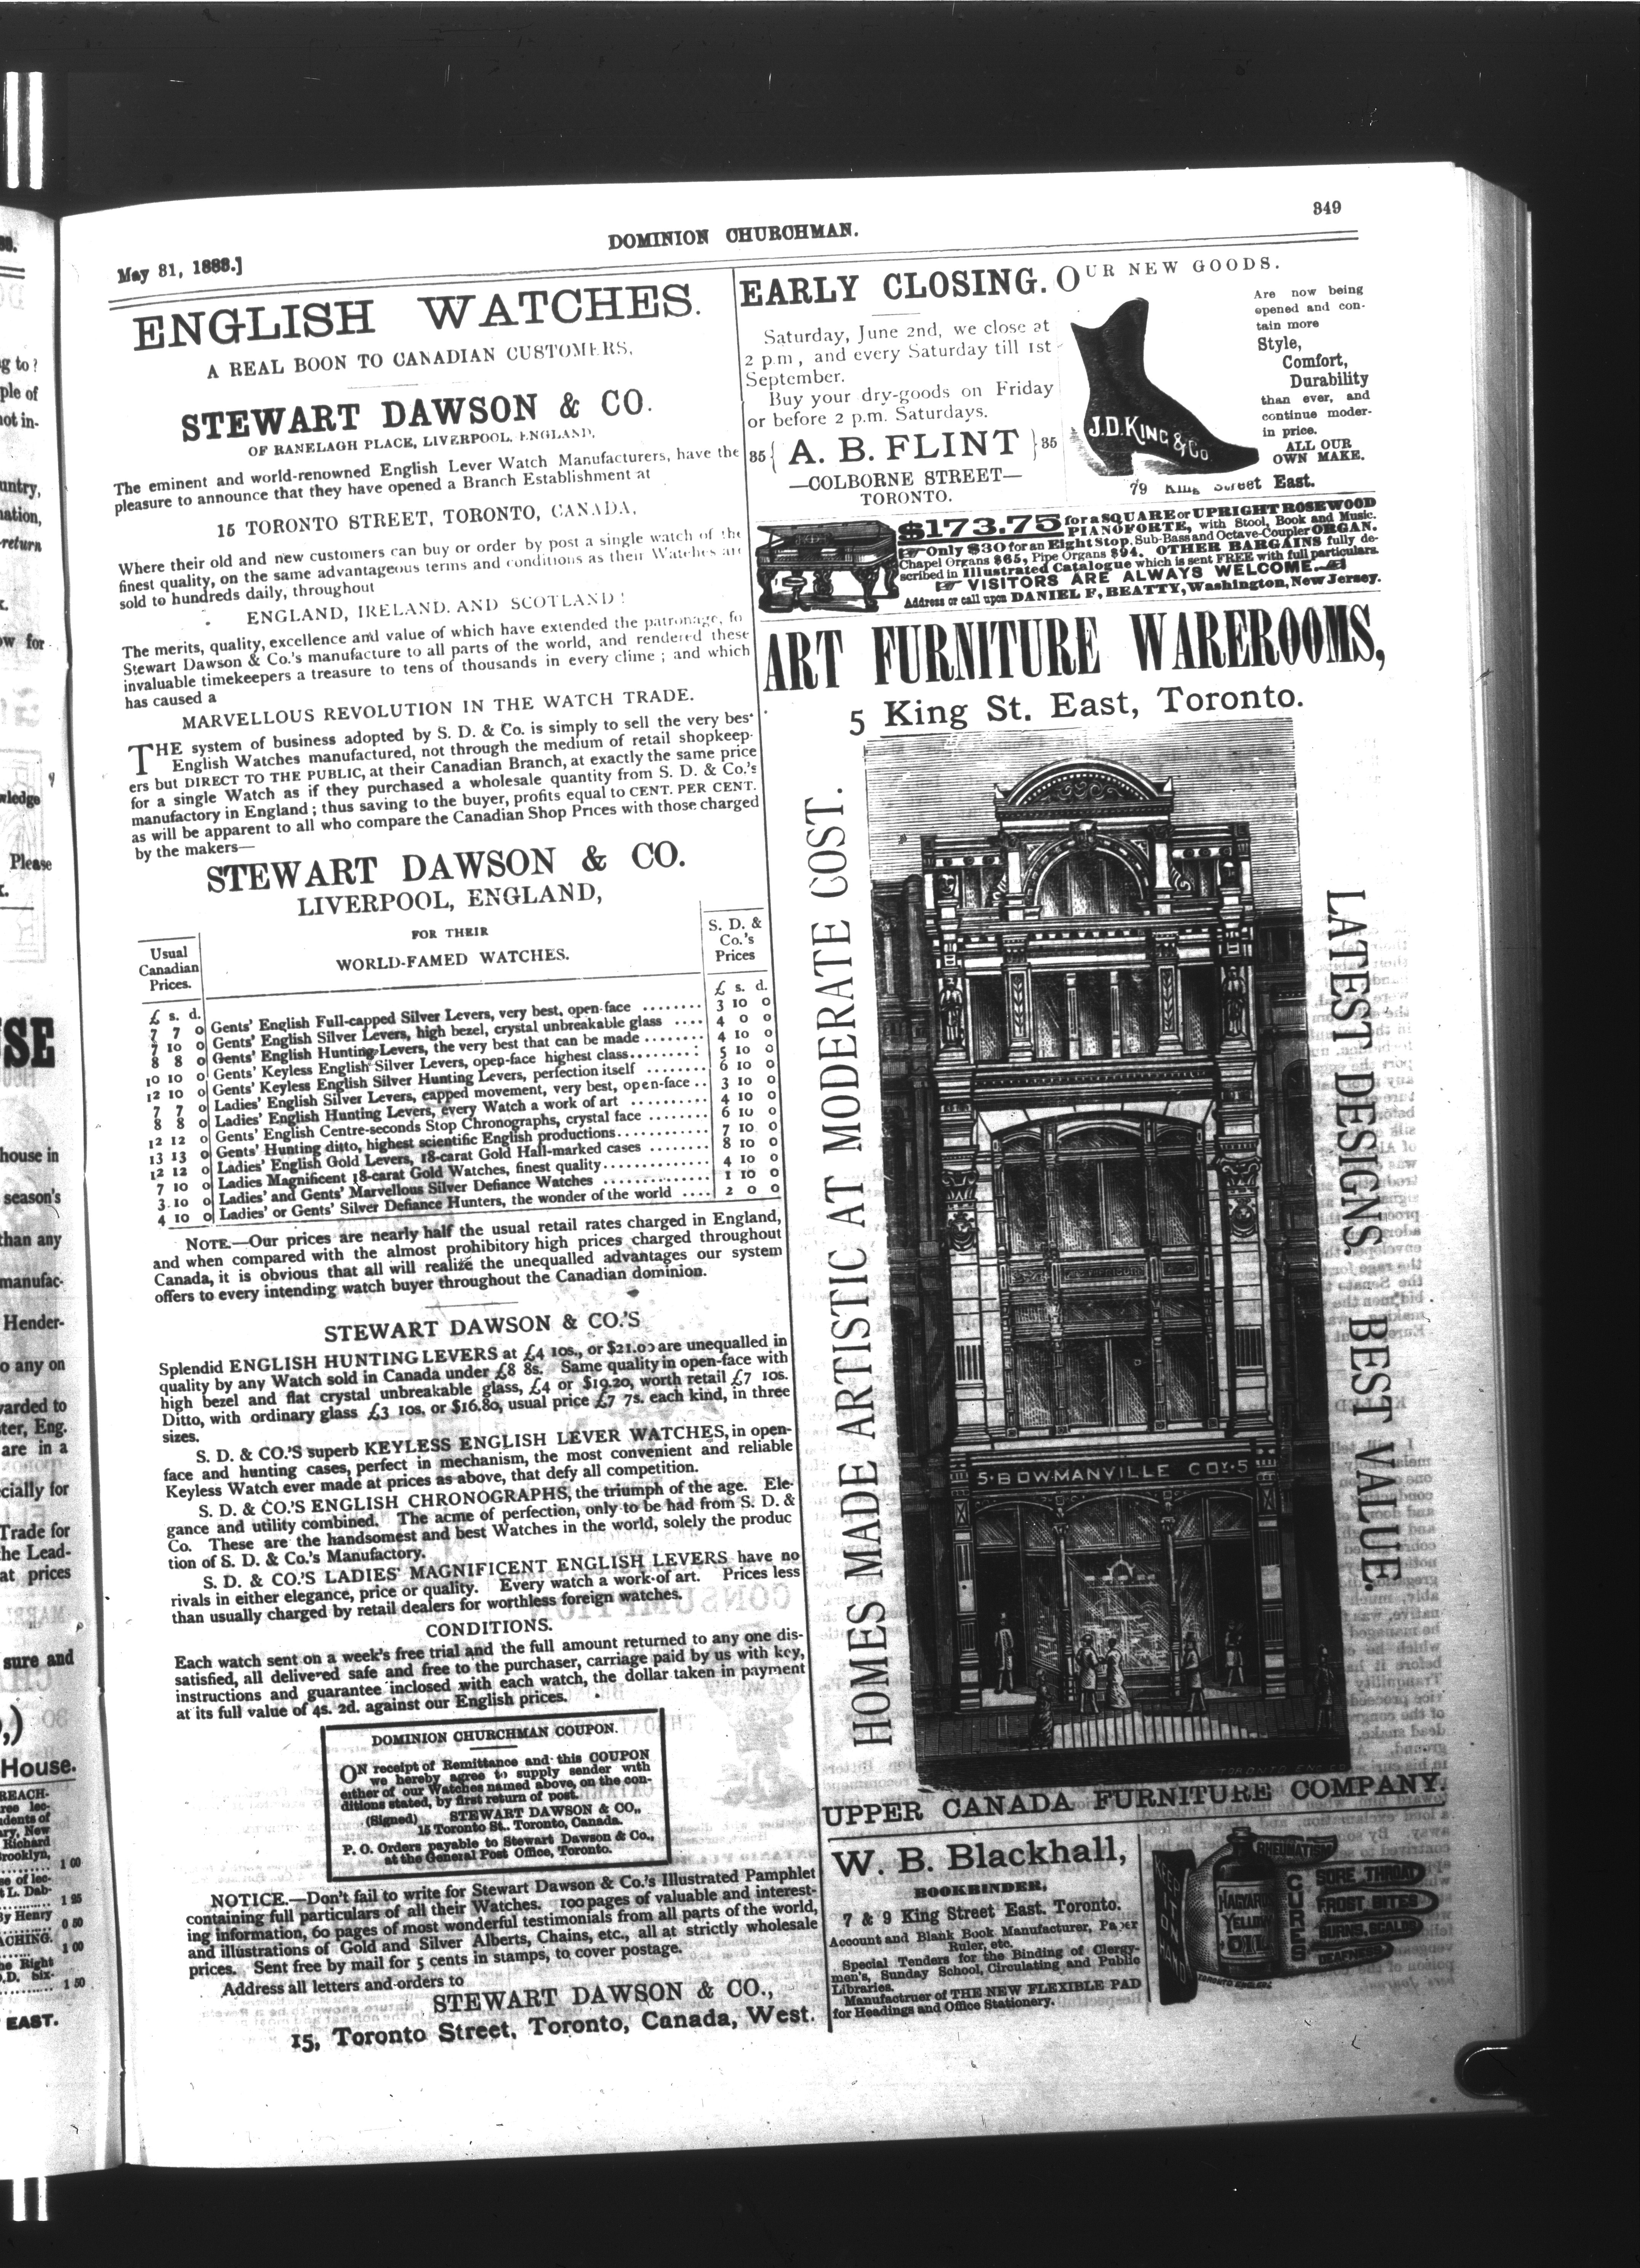 349
DOMINION CHURCHMAN.
May 31, 1883.]
ENGLISH WATCHES.
A REAL BOON TO CANADIAN CUSTOMERS.
STEWART DAWSON & CO.
OF RANELAGH PLACE, LIVERPOOL, ENGLAND,
The eminent and world-renowned English Lever Watch Manufacturers, have the
pleasure to announce that they have opened a Branch Establishment at
15 TORONTO STREET, TORONTO, CANADA,
Where their old and new customers can buy or order by post a single watch of the
finest quality, on the same advantageous terms and conditions as their Watches are
sold to hundreds daily, throughout
ENGLAND, IRELAND, AND SCOTLAND!
The merits, quality, excellence and value of which have extended the patronage, fo
Stewart Dawson & Co.'s manufacture to all parts of the world, and rendered these
invaluable timekeepers a treasure to tens of thousands in every clime; and which
has caused a
MARVELLOUS REVOLUTION IN THE WATCH TRADE.
THE system of business adopted by S. D. & Co. is simply to sell the very bes'
English Watches manufactured, not through the medium of retail shopkeep-
ers but DIRECT TO THE PUBLIC, at their Canadian Branch, at exactly the same price
for a single Watch as if they purchased a wholesale quantity from S. D. & Co.'s
manufactory in England; thus saving to the buyer, profits equal to CENT. PER CENT.
as will be apparent to all who compare the Canadian Shop Prices with those charged
by the makers—
STEWART DAWSON & CO.
LIVERPOOL, ENGLAND,
FOR THEIR
WORLD-FAMED WATCHES.
Usual Canadian Prices.
S. D. & Co.'s Prices
£ s. d. £ s. d.
7 7 0 Gents' English Full-capped Silver Levers, very best, open-face ........ 3 10 0
7 10 0 Gents' English Silver Levers, high bezel, crystal unbreakable glass .... 4 0 0
8 8 0 Gents' English Hunting Levers, the very best that can be made ........ 4 10 0
10 10 0 Gents' Keyless English Silver Levers, open-face highest class........ 5 10 0
12 10 0 Gents' Keyless English Silver Hunting Levers, perfection itself ........ 6 10 0
7 7 0 Ladies' English Silver Levers, capped movement, very best, open-face .. 3 10 0
8 8 0 Ladies' English Hunting Levers, every Watch a work of art .......... 4 10 0
12 12 0 Gents' English Centre-seconds Stop Chronographs, crystal face ........ 6 10 0
13 13 0 Gents' Hunting ditto, highest scientific English productions............ 7 10 0
12 12 0 Ladies' English Gold Levers, 18-carat Gold Hall-marked cases ........ 8 10 0
7 10 0 Ladies Magnificent 18-carat Gold Watches, finest quality.............. 4 10 0
3 10 0 Ladies' and Gents' Marvellous Silver Defiance Watches .............. 1 10 0
4 10 0 Ladies' or Gents' Silver Defiance Hunters, the wonder of the world .... 2 0 0
NOTE.—Our prices are nearly half the usual retail rates charged in England,
and when compared with the almost prohibitory high prices charged throughout
Canada, it is obvious that all will realize the unequalled advantages our system
offers to every intending watch buyer throughout the Canadian dominion.
STEWART DAWSON & CO.'S
Splendid ENGLISH HUNTING LEVERS at £4 10s., or $21.00 are unequalled in
quality by any Watch sold in Canada under £8 8s. Same quality in open-face with
high bezel and flat crystal unbreakable glass, £4 or $19.20, worth retail £7 10s.
Ditto, with ordinary glass £3 10s. or $16.80, usual price £7 7s. each kind, in three
sizes.
S. D. & CO.'S superb KEYLESS ENGLISH LEVER WATCHES, in open-
face and hunting cases, perfect in mechanism, the most convenient and reliable
Keyless Watch ever made at prices as above, that defy all competition.
S. D. & CO.'S ENGLISH CHRONOGRAPHS, the triumph of the age. Ele-
gance and utility combined. The acme of perfection, only to be had from S. D. &
Co. These are the handsomest and best Watches in the world, solely the produc
tion of S. D. & Co.'s Manufactory.
S. D. & CO.'S LADIES' MAGNIFICENT ENGLISH LEVERS have no
rivals in either elegance, price or quality. Every watch a work of art. Prices less
than usually charged by retail dealers for worthless foreign watches.
CONDITIONS.
Each watch sent on a week's free trial and the full amount returned to any one dis-
satisfied, all delivered safe and free to the purchaser, carriage paid by us with key,
instructions and guarantee inclosed with each watch, the dollar taken in payment
at its full value of 4s. 2d. against our English prices.
DOMINION CHURCHMAN COUPON.
ON receipt of Remittance and this COUPON
we hereby agree to supply sender with
either of our Watches named above, on the con-
ditions stated, by first return of post.
(Signed) STEWART DAWSON & CO.,
15 Toronto St., Toronto, Canada.
P. O. Orders payable to Stewart Dawson & Co.,
at the General Post Office, Toronto.
NOTICE.—Don't fail to write for Stewart Dawson & Co.'s Illustrated Pamphlet
containing full particulars of all their Watches. 100 pages of valuable and interest-
ing information, 60 pages of most wonderful testimonials from all parts of the world,
and illustrations of Gold and Silver Alberts, Chains, etc., all at strictly wholesale
prices. Sent free by mail for 5 cents in stamps, to cover postage.
Address all letters and orders to
STEWART DAWSON & CO.,
15, Toronto Street, Toronto, Canada, West.
EARLY CLOSING.
Saturday, June 2nd, we close at
2 p.m, and every Saturday till 1st
September.
Buy your dry-goods on Friday
or before 2 p.m. Saturdays.
35 { A. B. FLINT } 35
—COLBORNE STREET—
TORONTO.
OUR NEW GOODS.
Are now being
opened and con-
tain more
Style,
Comfort,
Durability
than ever, and
continue moder-
in price.
ALL OUR
OWN MAKE.
J.D. KING & Co
79 King Street East.
$173.75 for a SQUARE or UPRIGHT ROSEWOOD
PIANOFORTE, with Stool, Book and Music.
Only $30 for an Eight Stop, Sub-Bass and Octave-Coupler ORGAN.
Chapel Organs $65, Pipe Organs $94. OTHER BARGAINS fully de-
scribed in Illustrated Catalogue which is sent FREE with full particulars.
VISITORS ARE ALWAYS WELCOME.
Address or call upon DANIEL F. BEATTY, Washington, New Jersey.
ART FURNITURE WAREROOMS,
5 King St. East, Toronto.
HOMES MADE ARTISTIC AT MODERATE COST.
LATEST DESIGNS. BEST VALUE.
5·BOWMANVILLE COY·5
TORONTO ENG CO
UPPER CANADA FURNITURE COMPANY.
W. B. Blackhall,
BOOKBINDER,
7 & 9 King Street East. Toronto.
Account and Blank Book Manufacturer, Paper
Ruler, etc.
Special Tenders for the Binding of Clergy-
men's, Sunday School, Circulating and Public
Libraries.
Manufactruer of THE NEW FLEXIBLE PAD
for Headings and Office Stationery.
HAGYARDS
YELLOW
OIL
CURES
RHEUMATISM
SORE THROAT
FROST BITES
BURNS, SCALDS
DEAFNESS